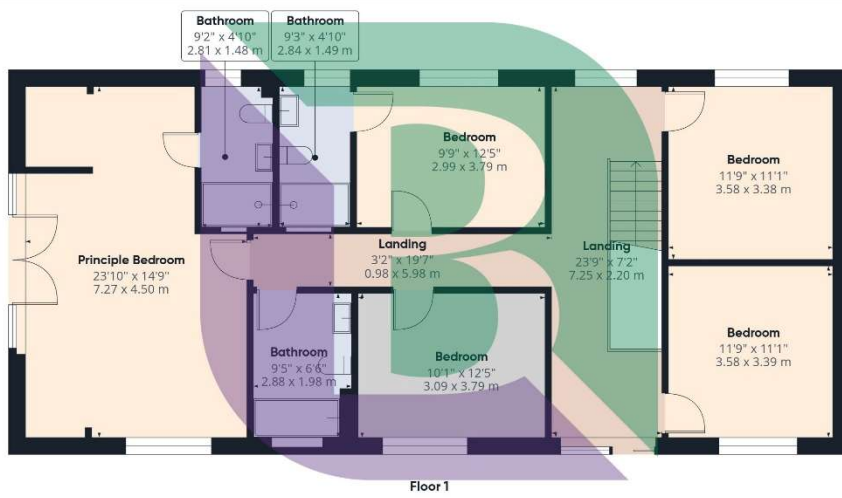 Bathroom
9'2" x 4'10"
2.81 x 1.48 m
Bathroom
9'3" x 4'10"
2.84 x 1.49 m
Bedroom
9'9" x 12'5"
2.99 x 3.79 m
Bedroom
11'9" x 11'1"
3.58 x 3.38 m
Principle Bedroom
23'10" x 14'9"
7.27 x 4.50 m
Landing
3'2" x 19'7"
0.98 x 5.98 m
Landing
23'9" x 7'2"
7.25 x 2.20 m
Bathroom
9'5" x 6'6"
2.88 x 1.98 m
Bedroom
10'1" x 12'5"
3.09 x 3.79 m
Bedroom
11'9" x 11'1"
3.58 x 3.39 m
Floor 1